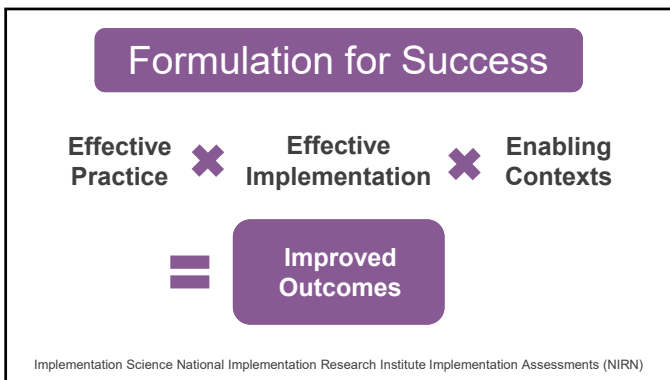 Formulation for Success
Effective Practice ✖ Effective Implementation ✖ Enabling Contexts
= Improved Outcomes
Implementation Science National Implementation Research Institute Implementation Assessments (NIRN)